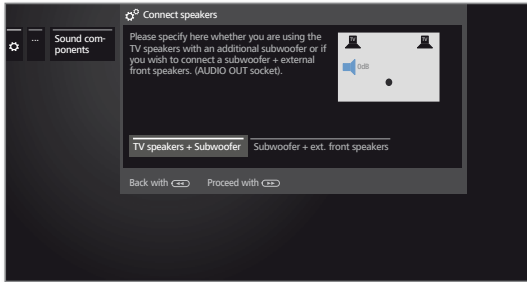 Connect speakers
...
Sound com-
ponents
Please specify here whether you are using the
TV speakers with an additional subwoofer or if
you wish to connect a subwoofer + external
front speakers. (AUDIO OUT socket).
TV
TV
0dB
TV speakers + Subwoofer
Subwoofer + ext. front speakers
Back with
Proceed with